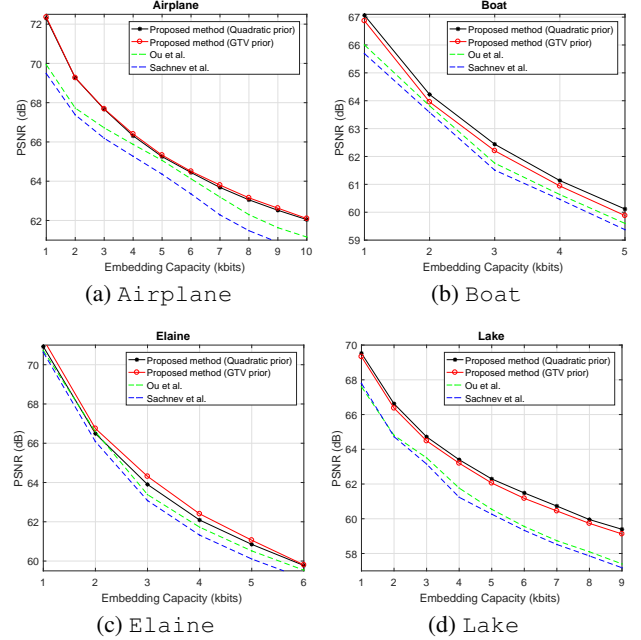 Airplane
Proposed method (Quadratic prior)
Proposed method (GTV prior)
Ou et al.
Sachnev et al.
PSNR (dB)
72
70
68
66
64
62
1 2 3 4 5 6 7 8 9 10
Embedding Capacity (kbits)
(a) Airplane
Boat
Proposed method (Quadratic prior)
Proposed method (GTV prior)
Ou et al.
Sachnev et al.
PSNR (dB)
67
66
65
64
63
62
61
60
59
1 2 3 4 5
Embedding Capacity (kbits)
(b) Boat
Elaine
Proposed method (Quadratic prior)
Proposed method (GTV prior)
Ou et al.
Sachnev et al.
PSNR (dB)
70
68
66
64
62
60
1 2 3 4 5 6
Embedding Capacity (kbits)
(c) Elaine
Lake
Proposed method (Quadratic prior)
Proposed method (GTV prior)
Ou et al.
Sachnev et al.
PSNR (dB)
70
68
66
64
62
60
58
1 2 3 4 5 6 7 8 9
Embedding Capacity (kbits)
(d) Lake